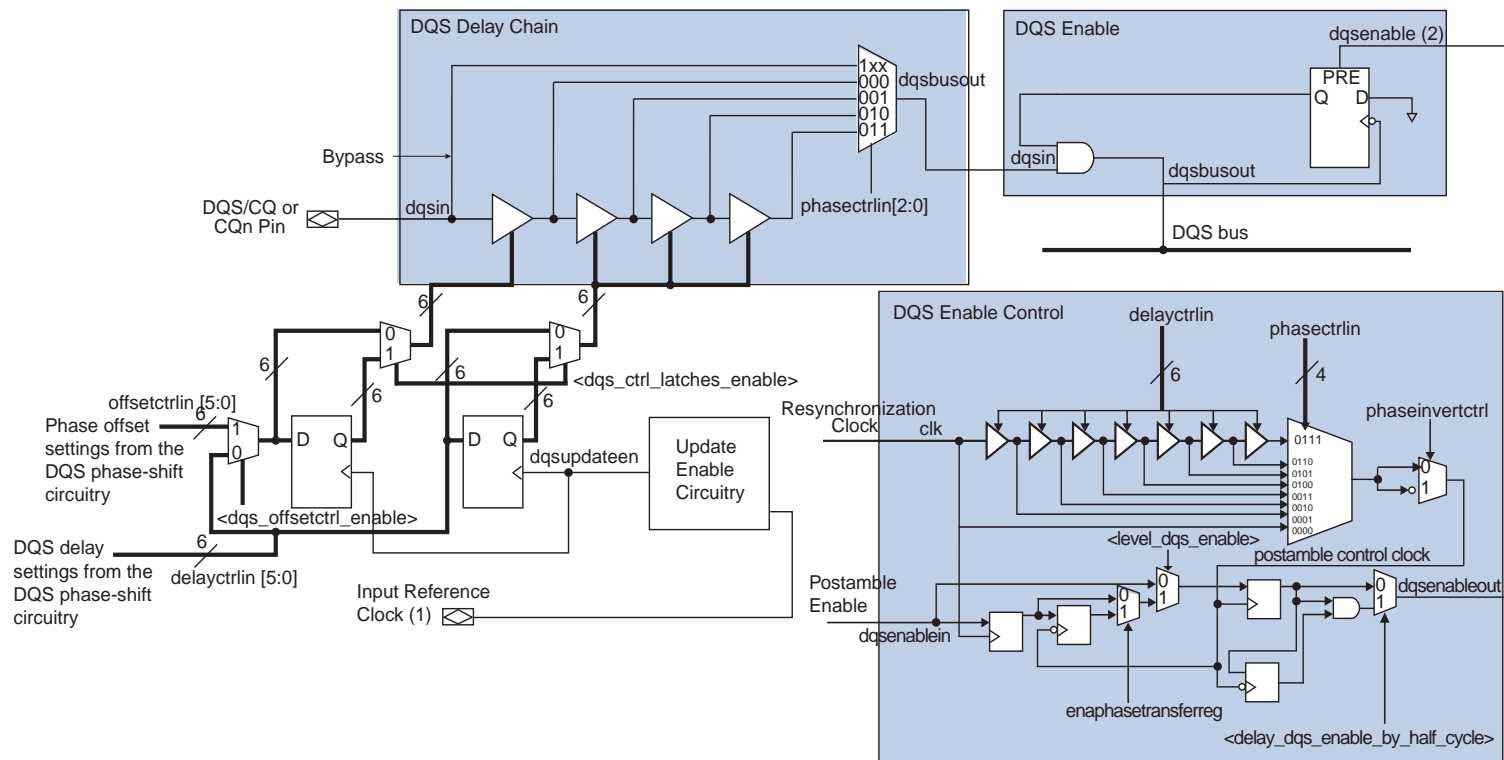 DQS Delay Chain
1xx
000
001
010
011
dqsbusout
Bypass
DQS/CQ or
CQn Pin
dqsin
phasectrlin[2:0]
DQS Enable
dqsenable (2)
PRE
Q
D
dqsin
dqsbusout
DQS bus
6
6
0
1
0
1
6
6
6
6
<dqs_ctrl_latches_enable>
offsetctrlin [5:0]
6
Phase offset
settings from the
DQS phase-shift
circuitry
1
0
D
Q
D
Q
dqsupdateen
Update
Enable
Circuitry
<dqs_offsetctrl_enable>
DQS delay
settings from the
DQS phase-shift
circuitry
6
delayctrlin [5:0]
Input Reference
Clock (1)
DQS Enable Control
delayctrlin
6
phasectrlin
4
phaseinvertctrl
Resynchronization
Clock
clk
0111
0110
0101
0100
0011
0010
0001
0000
0
1
<level_dqs_enable>
postamble control clock
Postamble
Enable
dqsenablein
0
1
0
1
0
1
dqsenableout
enaphasetransferreg
<delay_dqs_enable_by_half_cycle>